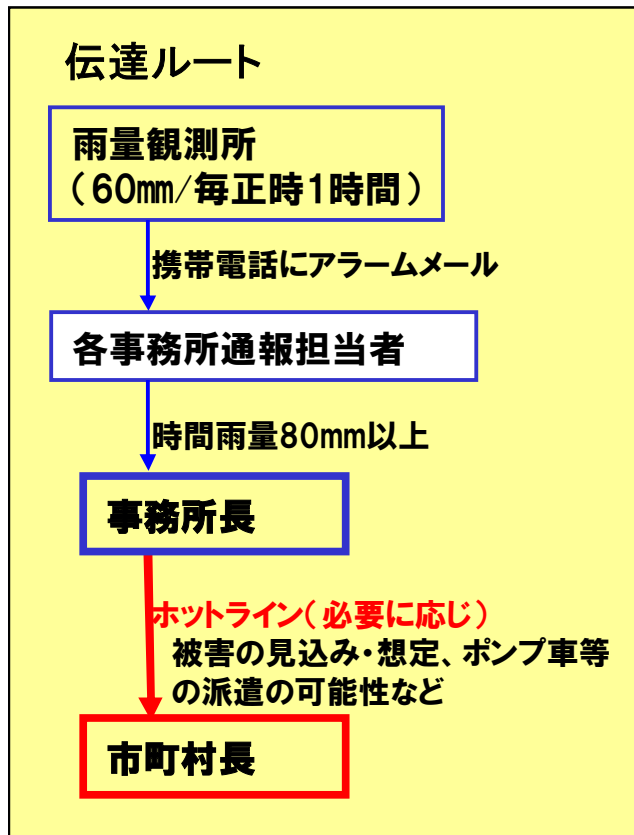 伝達ルート
雨量観測所
（60㎜/毎正時1時間）
携帯電話にアラームメール
各事務所通報担当者
時間雨量80㎜以上
事務所長
ホットライン（必要に応じ）
被害の見込み・想定、ポンプ車等
の派遣の可能性など
市町村長